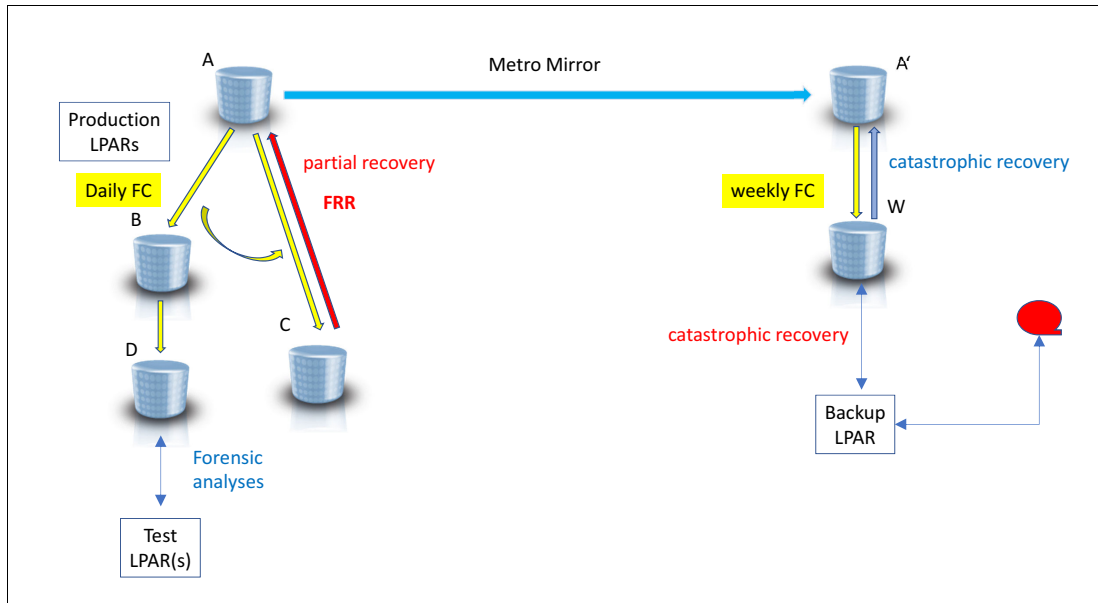 A
Metro Mirror
A‘
Production
LPARs
partial recovery
FRR
catastrophic recovery
Daily FC
weekly FC
B
W
C
D
catastrophic recovery
Backup
LPAR
Forensic
analyses
Test
LPAR(s)